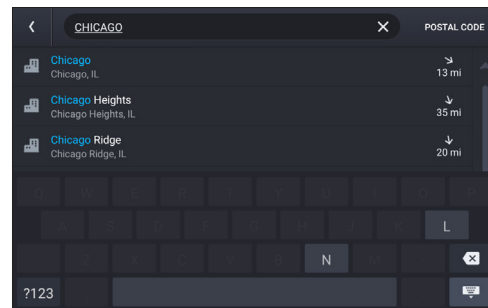 CHICAGO
POSTAL CODE
Chicago
Chicago, IL
13 mi
Chicago Heights
Chicago Heights, IL
35 mi
Chicago Ridge
Chicago Ridge, IL
20 mi
Q W E R T Y U I O P
A S D F G H J K L
Z X C V B N M
?123